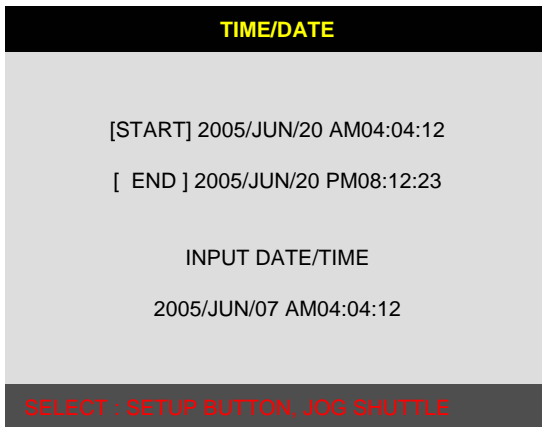 TIME/DATE
[START] 2005/JUN/20 AM04:04:12
[ END ] 2005/JUN/20 PM08:12:23
INPUT DATE/TIME
2005/JUN/07 AM04:04:12
SELECT : SETUP BUTTON, JOG SHUTTLE